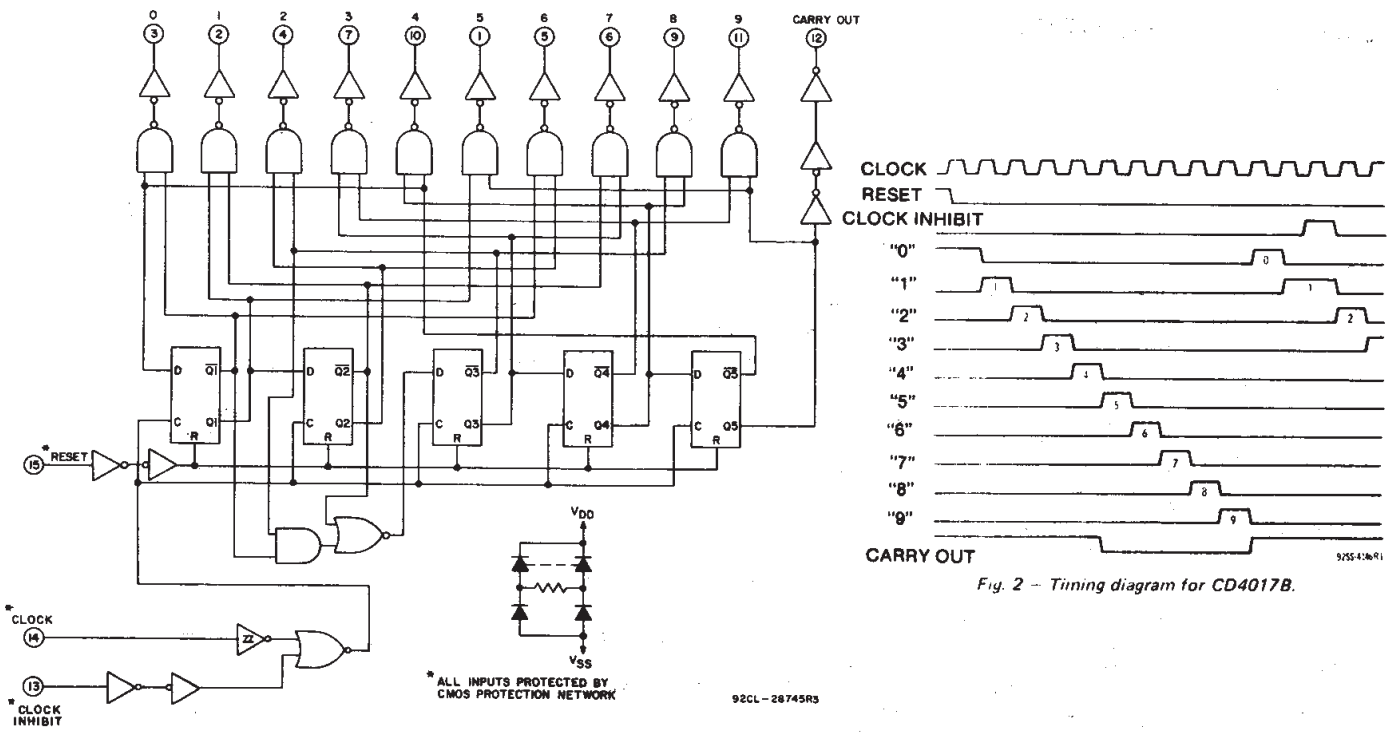 0 1 2 3 4 5 6 7 8 9 CARRY OUT
3 2 4 7 10 1 5 6 9 11 12
D Q1 D Q2 D Q3 D Q4 D Q5
C Q1 C Q2 C Q3 C Q4 C Q5
R R R R R
* RESET
15
VDD
VSS
* CLOCK
14
13
* CLOCK
INHIBIT
* ALL INPUTS PROTECTED BY
CMOS PROTECTION NETWORK
92CL-28745R3
CLOCK
RESET
CLOCK INHIBIT
"0" 0
"1" 1 1
"2" 2 2
"3" 3
"4" 4
"5" 5
"6" 6
"7" 7
"8" 8
"9" 9
CARRY OUT
92SS-4146R1
Fig. 2 – Timing diagram for CD4017B.